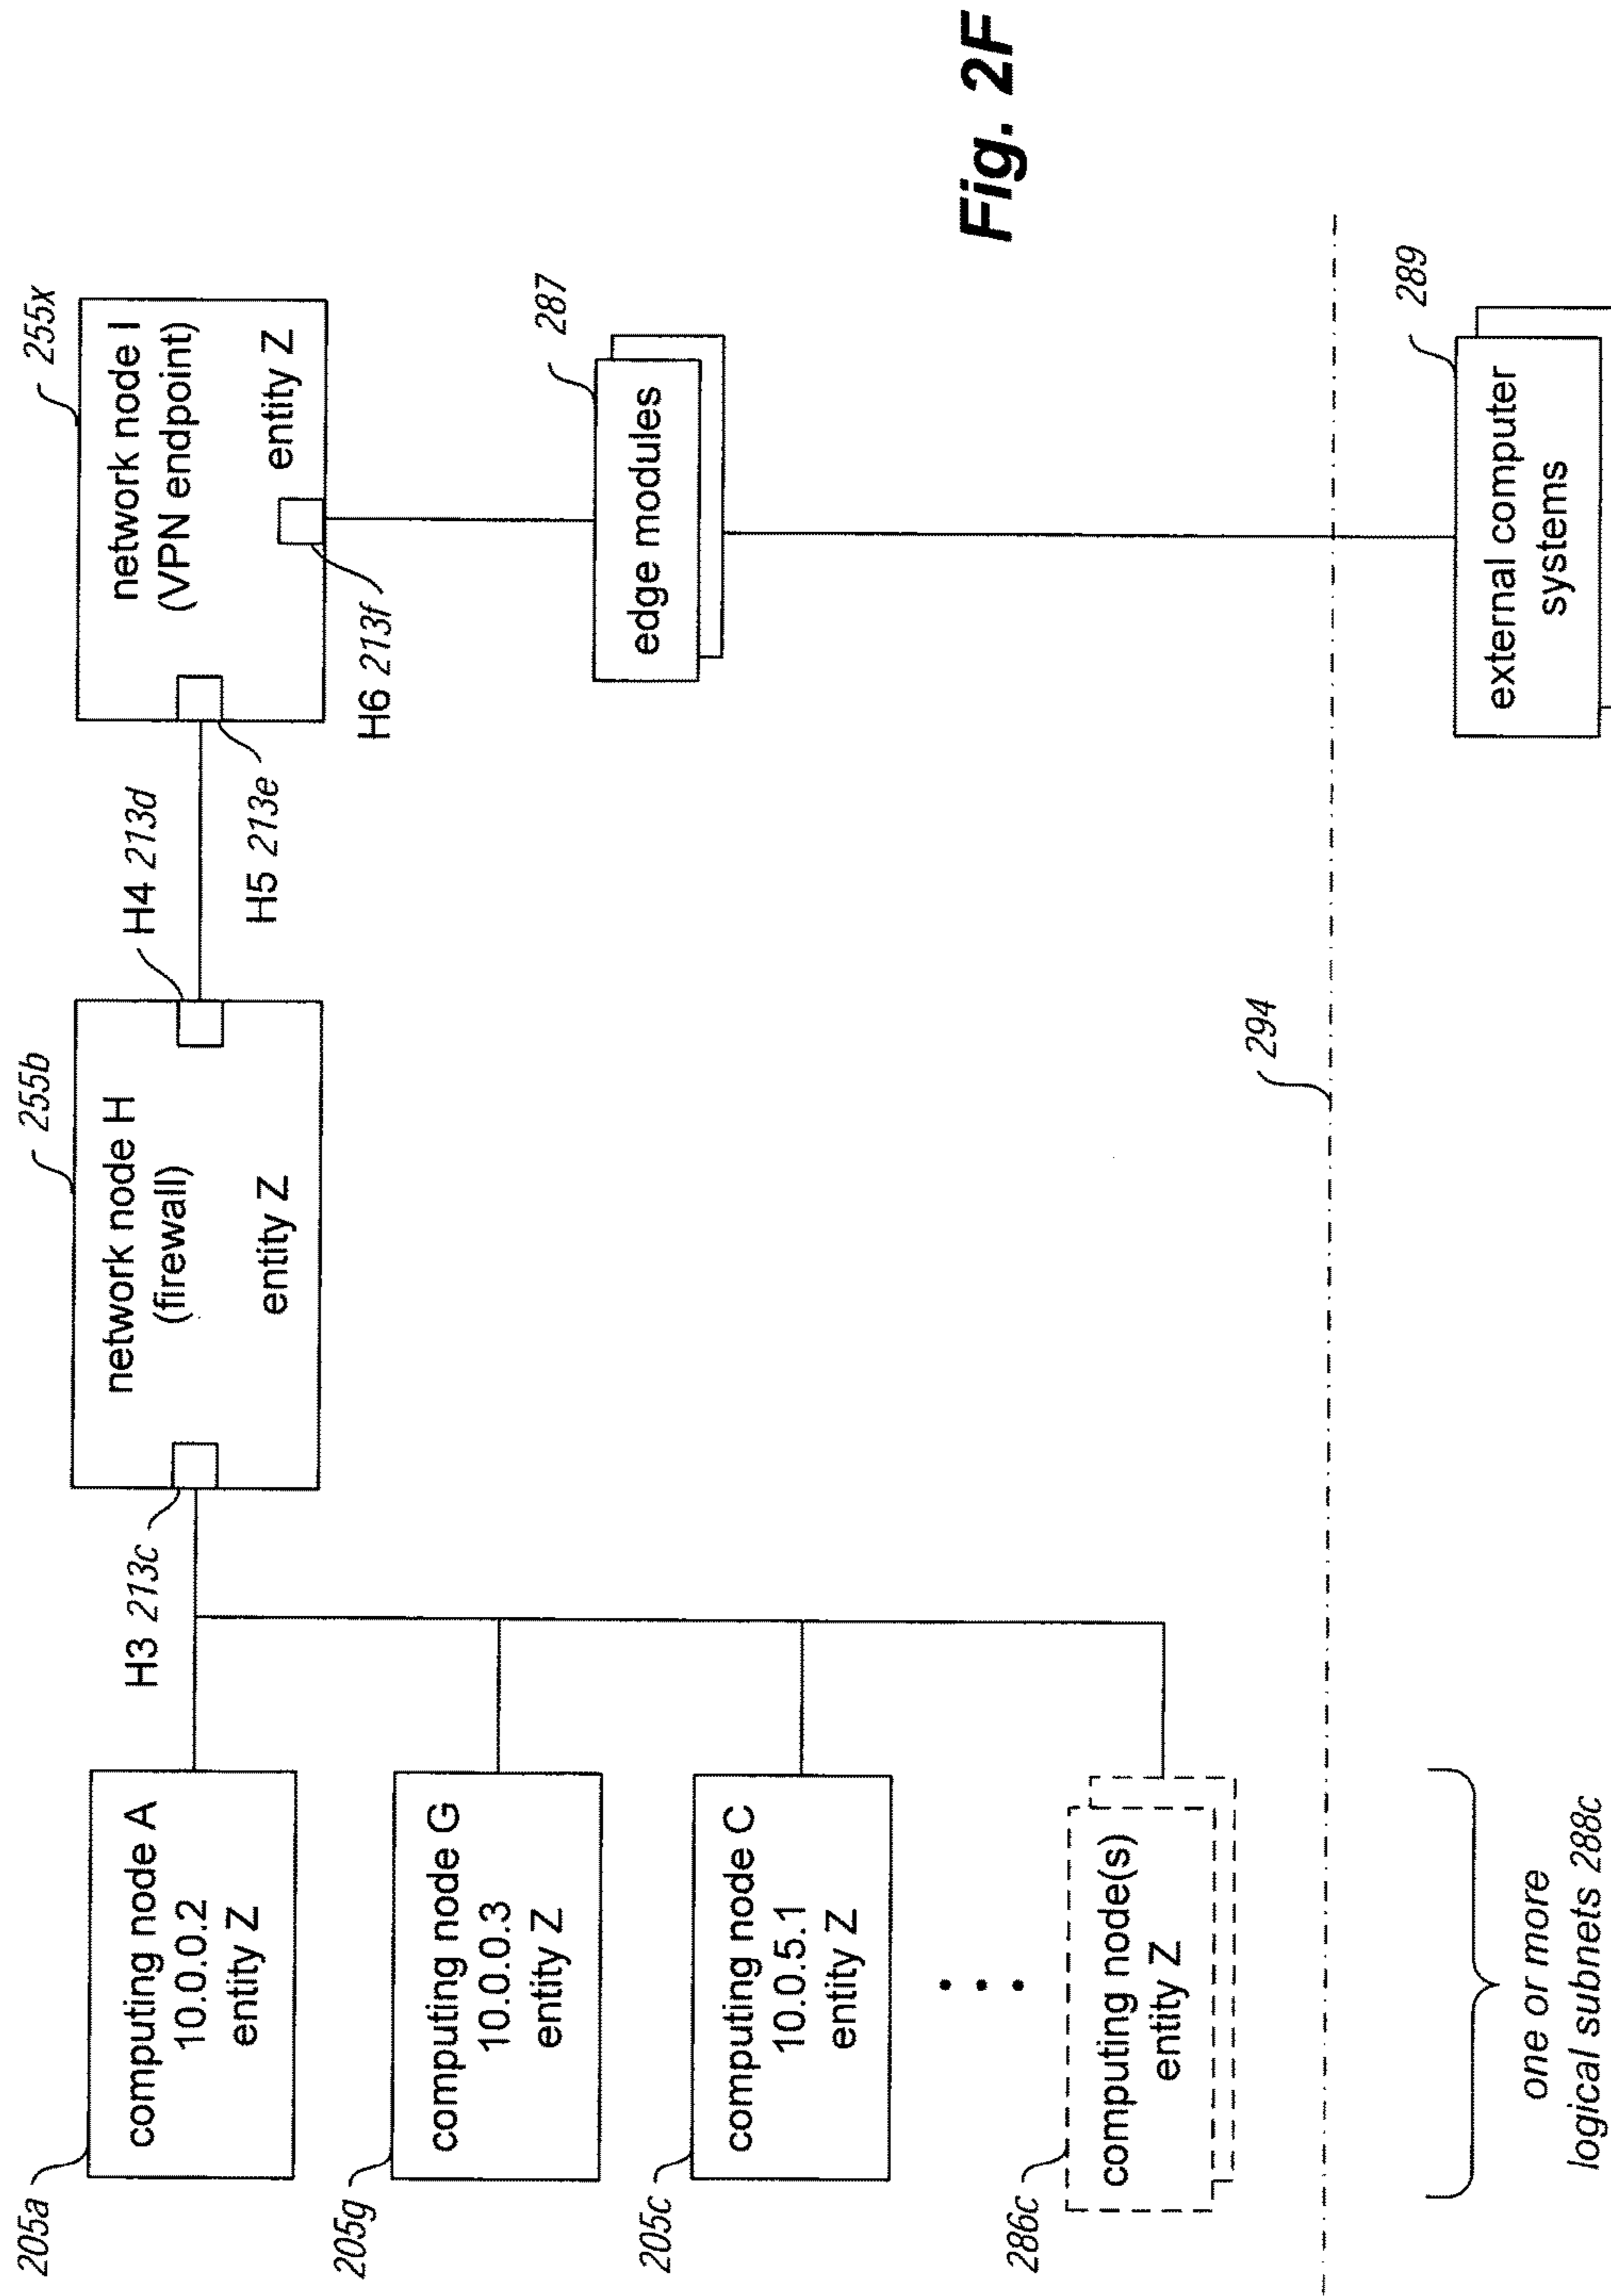 205a
computing node A
10.0.0.2
entity Z
H3 213c
255b
network node H
(firewall)
entity Z
H4 213d
H5 213e
255x
network node I
(VPN endpoint)
entity Z
H6 213f
205g
computing node G
10.0.0.3
entity Z
287
edge modules
205c
computing node C
10.0.5.1
entity Z
Fig. 2F
286c
computing node(s)
entity Z
294
289
external computer
systems
one or more
logical subnets 288c